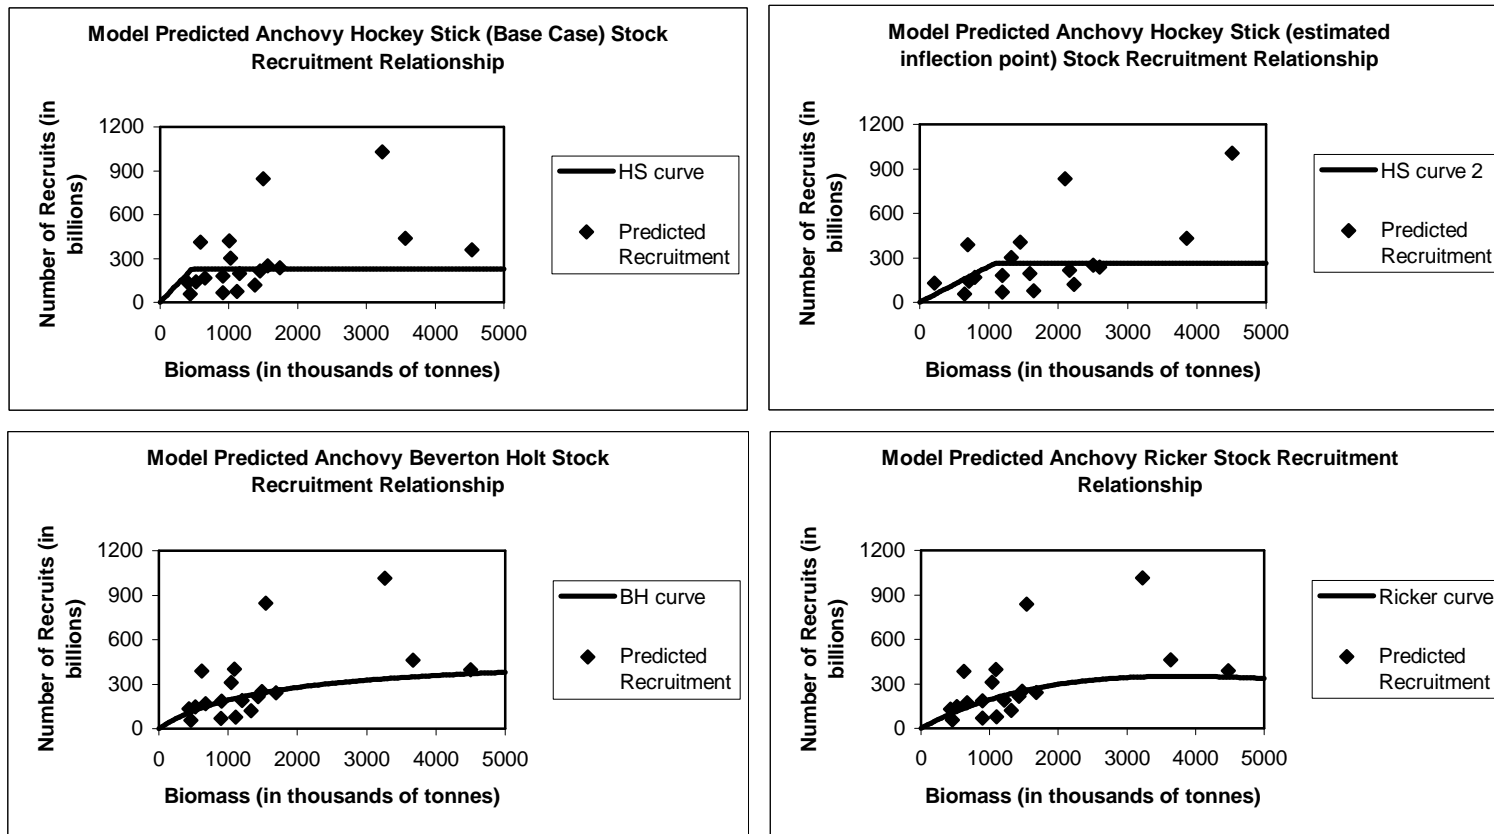 Model Predicted Anchovy Hockey Stick (Base Case) Stock
Recruitment Relationship
Number of Recruits (in
billions)
1200
900
600
300
0
0 1000 2000 3000 4000 5000
Biomass (in thousands of tonnes)
HS curve
Predicted
Recruitment
Model Predicted Anchovy Hockey Stick (estimated
inflection point) Stock Recruitment Relationship
Number of Recruits (in
billions)
1200
900
600
300
0
0 1000 2000 3000 4000 5000
Biomass (in thousands of tonnes)
HS curve 2
Predicted
Recruitment
Model Predicted Anchovy Beverton Holt Stock
Recruitment Relationship
Number of Recruits (in
billions)
1200
900
600
300
0
0 1000 2000 3000 4000 5000
Biomass (in thousands of tonnes)
BH curve
Predicted
Recruitment
Model Predicted Anchovy Ricker Stock Recruitment
Relationship
Number of Recruits (in
billions)
1200
900
600
300
0
0 1000 2000 3000 4000 5000
Biomass (in thousands of tonnes)
Ricker curve
Predicted
Recruitment